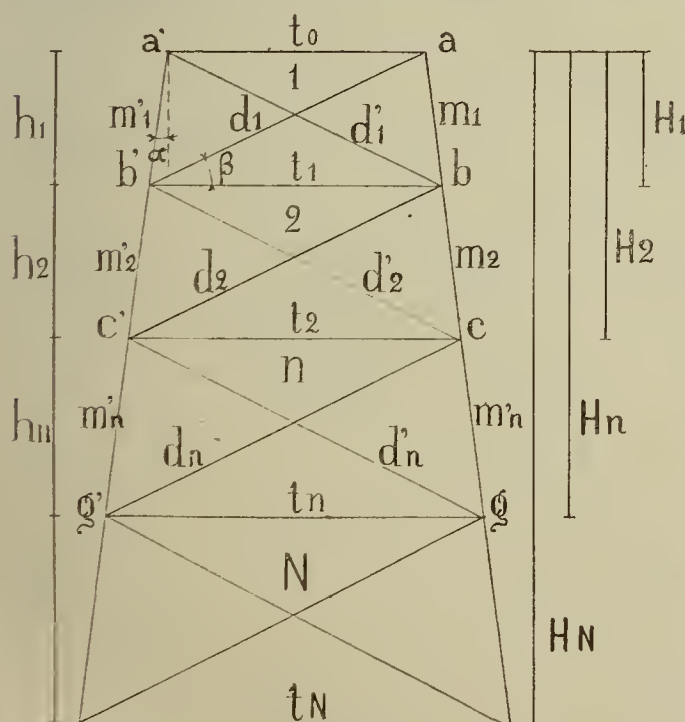 t₀
a' a
1
h₁ m'₁ d₁ d'₁ m₁ H₁
α β
b' t₁ b
2
h₂ m'₂ d₂ d'₂ m₂ H₂
c' t₂ c
n
hₙ m'ₙ dₙ d'ₙ m'ₙ Hₙ
Q' tₙ Q
N
H_N
t_N